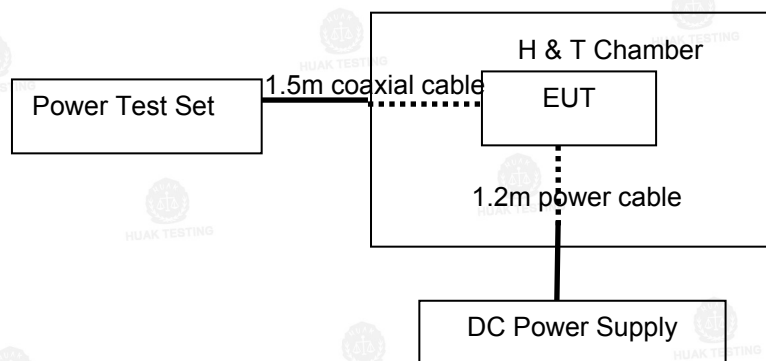 H & T Chamber
1.5m coaxial cable
Power Test Set
EUT
1.2m power cable
DC Power Supply
HUAK TESTING
HUAK TESTING
HUAK TESTING
HUAK TESTING
HUAK TESTING